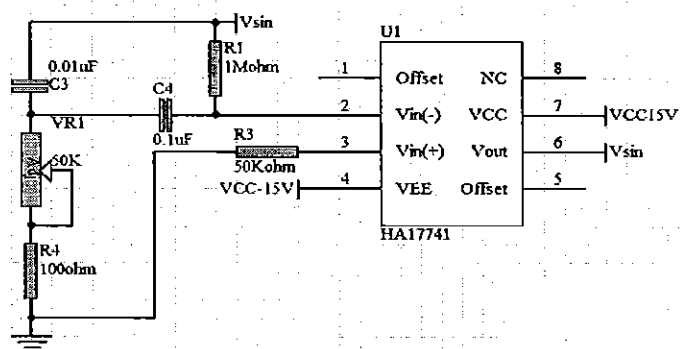 Vsin
U1
R1
1Mohm
0.01uF
C3
C4
0.1uF
VR1
50K
R3
50Kohm
VCC-15V
R4
100ohm
1 Offset NC 8
2 Vin(-) VCC 7 VCC15V
3 Vin(+) Vout 6 Vsin
4 VEE Offset 5
HA17741